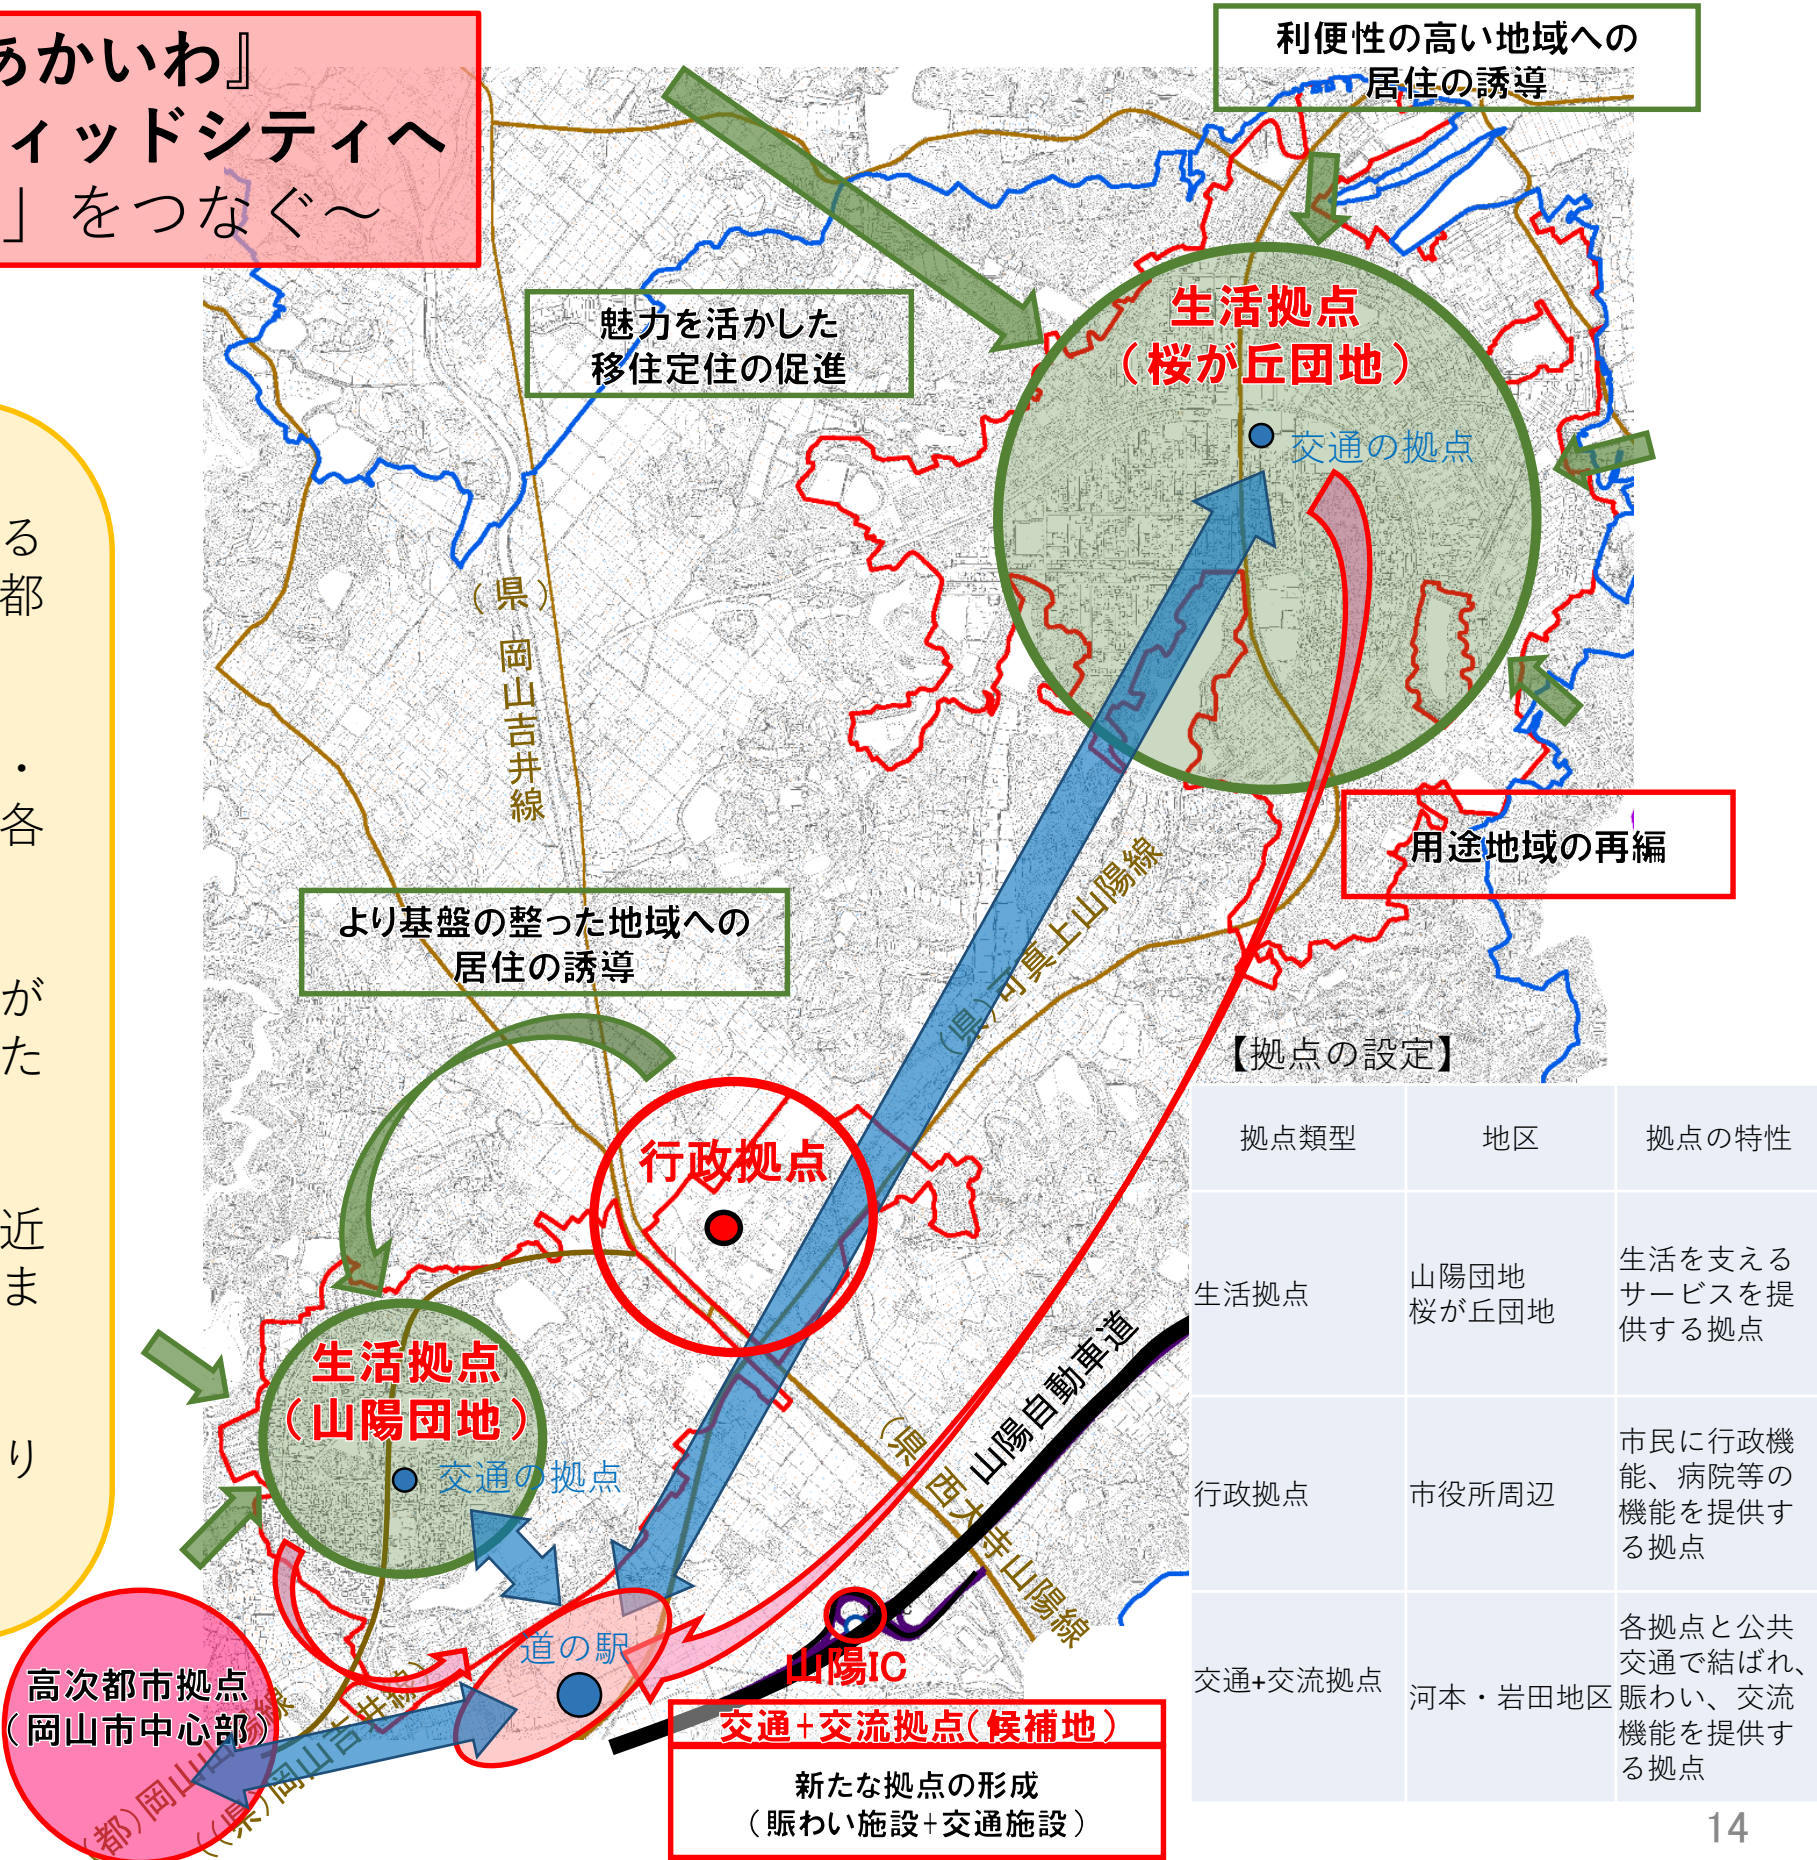 あかいわ』
ィッドシティへ
」をつなぐ～
利便性の高い地域への
居住の誘導
魅力を活かした
移住定住の促進
生活拠点
（桜が丘団地）
交通の拠点
る
都
・
各
が
た
近
ま
り
（県）岡山吉井線
用途地域の再編
より基盤の整った地域への
居住の誘導
（県）可真上山陽線
行政拠点
生活拠点
（山陽団地）
交通の拠点
山陽自動車道
（県 西大寺山陽線
道の駅
山陽IC
高次都市拠点
（岡山市中心部）
（県）岡山吉井線）
交通＋交流拠点（候補地）
新たな拠点の形成
（賑わい施設+交通施設）
【拠点の設定】
拠点類型 地区 拠点の特性
生活拠点
山陽団地
桜が丘団地
生活を支える
サービスを提
供する拠点
行政拠点
市役所周辺
市民に行政機
能、病院等の
機能を提供す
る拠点
交通+交流拠点
河本・岩田地区
各拠点と公共
交通で結ばれ、
賑わい、交流
機能を提供す
る拠点
14